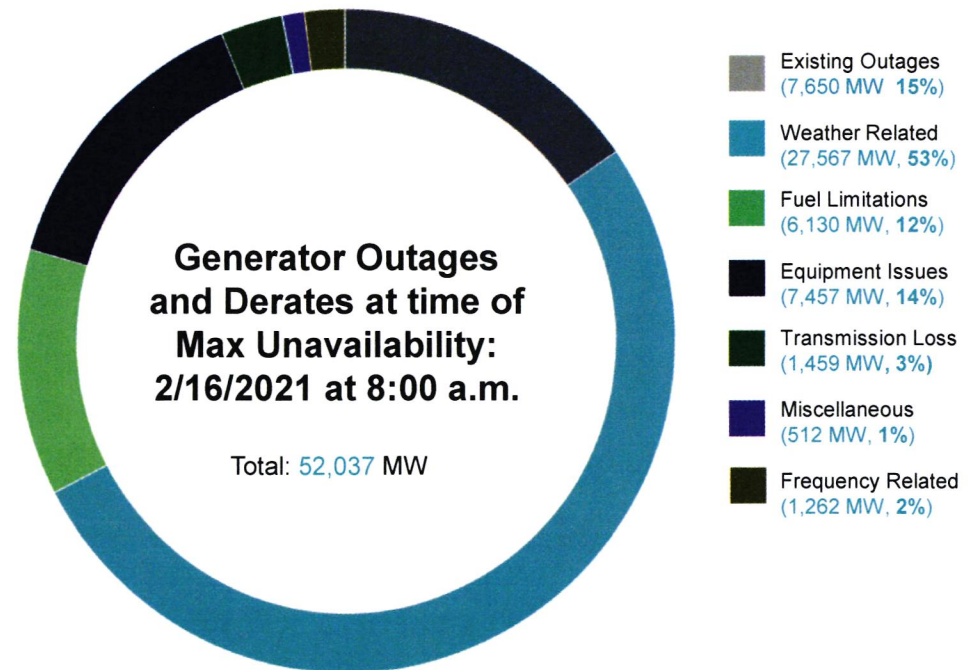 Generator Outages
and Derates at time of
Max Unavailability:
2/16/2021 at 8:00 a.m.
Total: 52,037 MW
Existing Outages
(7,650 MW 15%)
Weather Related
(27,567 MW, 53%)
Fuel Limitations
(6,130 MW, 12%)
Equipment Issues
(7,457 MW, 14%)
Transmission Loss
(1,459 MW, 3%)
Miscellaneous
(512 MW, 1%)
Frequency Related
(1,262 MW, 2%)